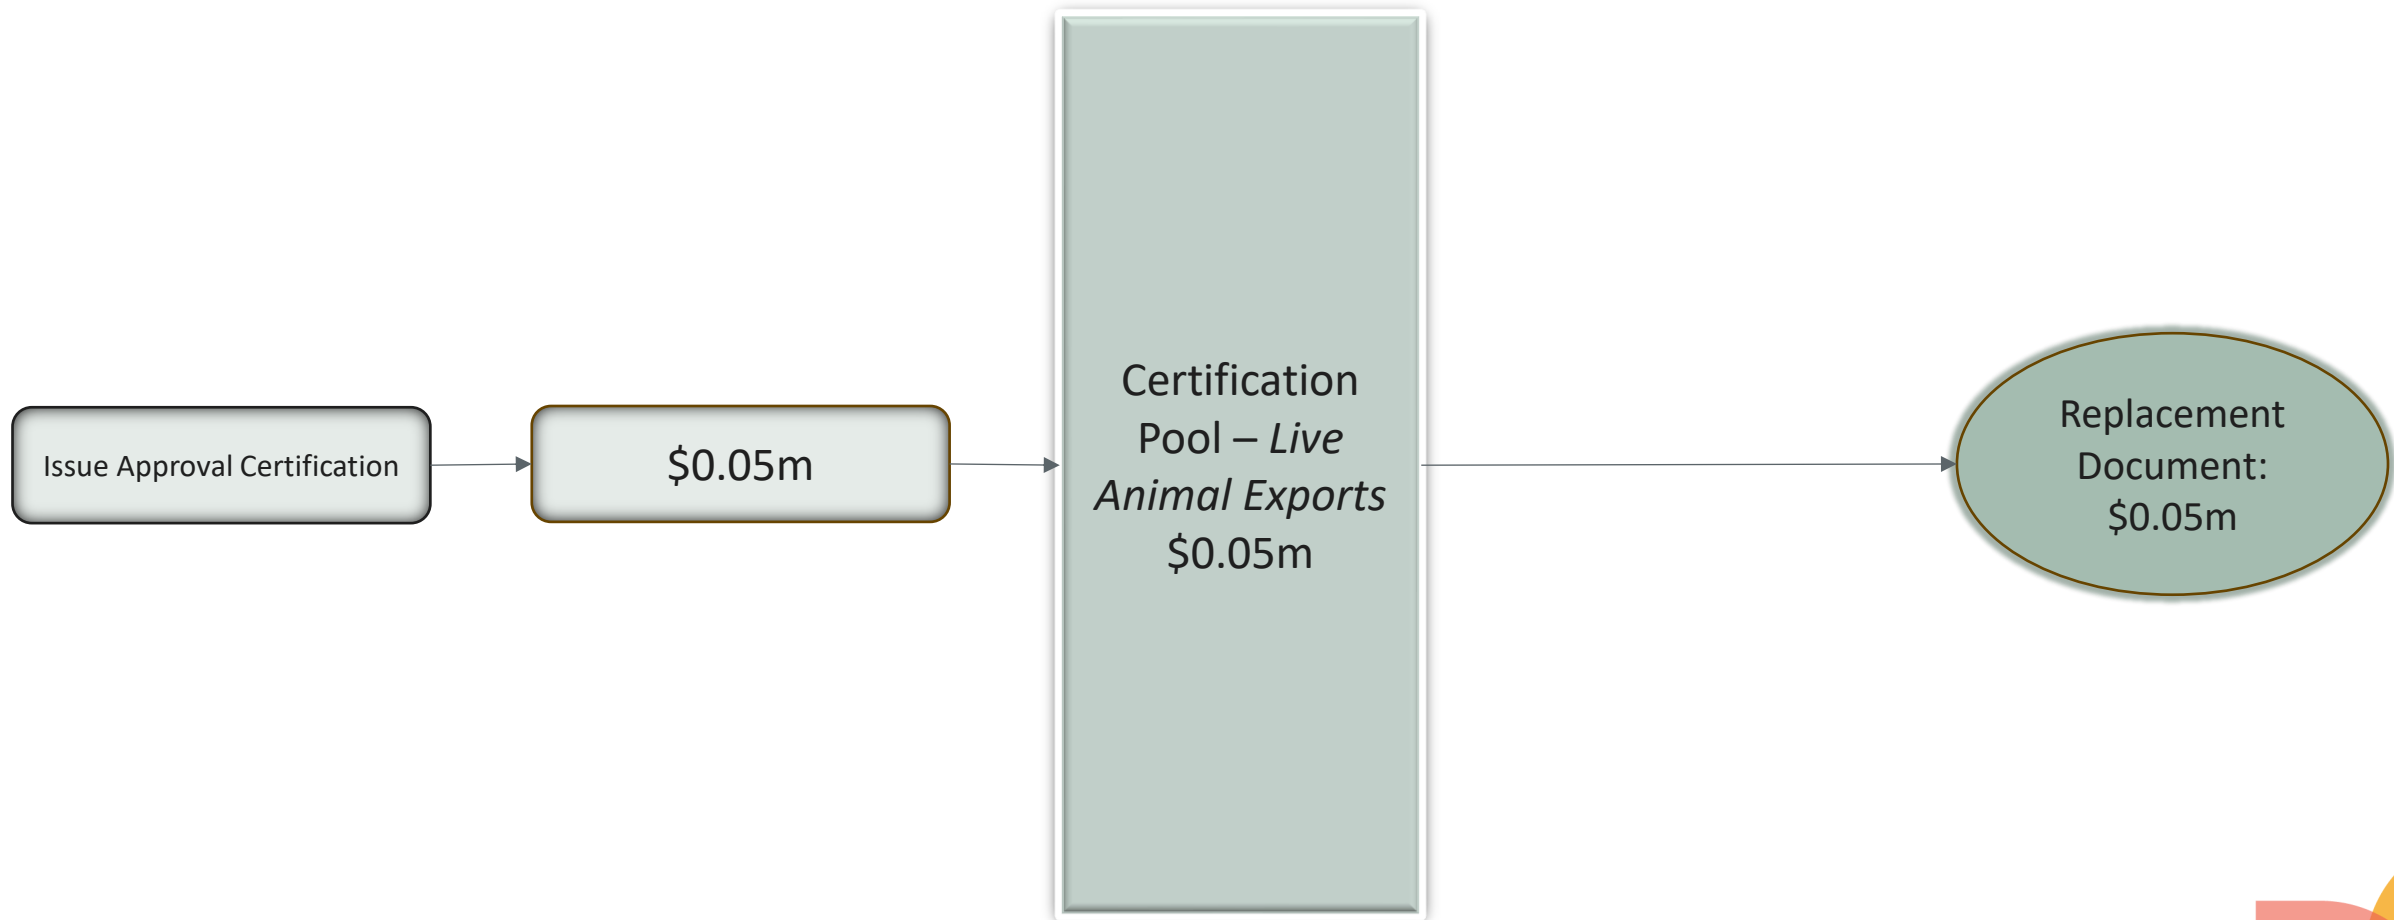 Issue Approval Certification
$0.05m
Certification
Pool – Live
Animal Exports
$0.05m
Replacement
Document:
$0.05m